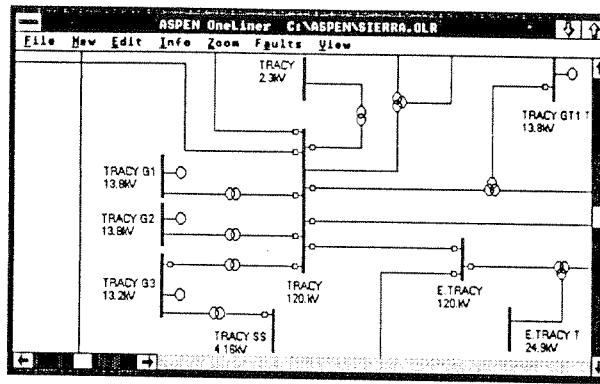 ASPEN OneLiner C:\ASPEN\SIERRA.OLR
File New Edit Info Zoom Faults View
TRACY
2.3kV
TRACY GT1 T
13.8kV
TRACY G1
13.8kV
TRACY G2
13.8kV
TRACY G3
13.2kV
TRACY
120.kV
E.TRACY
120.kV
TRACY SS
4.16kV
E.TRACY T
24.9kV